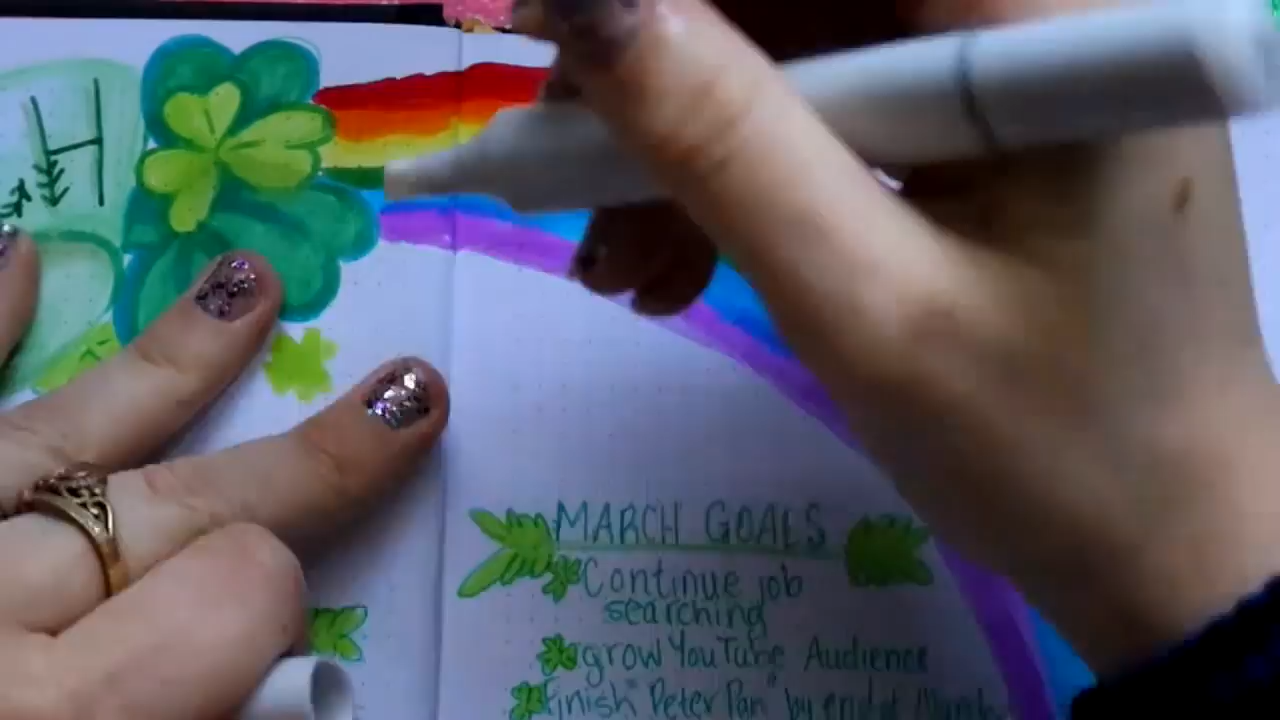 H
MARCH GOALS
Continue job
searching
grow YouTube Audience
Finish "Peter Pan" by end of March